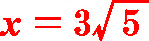 x = 3√5